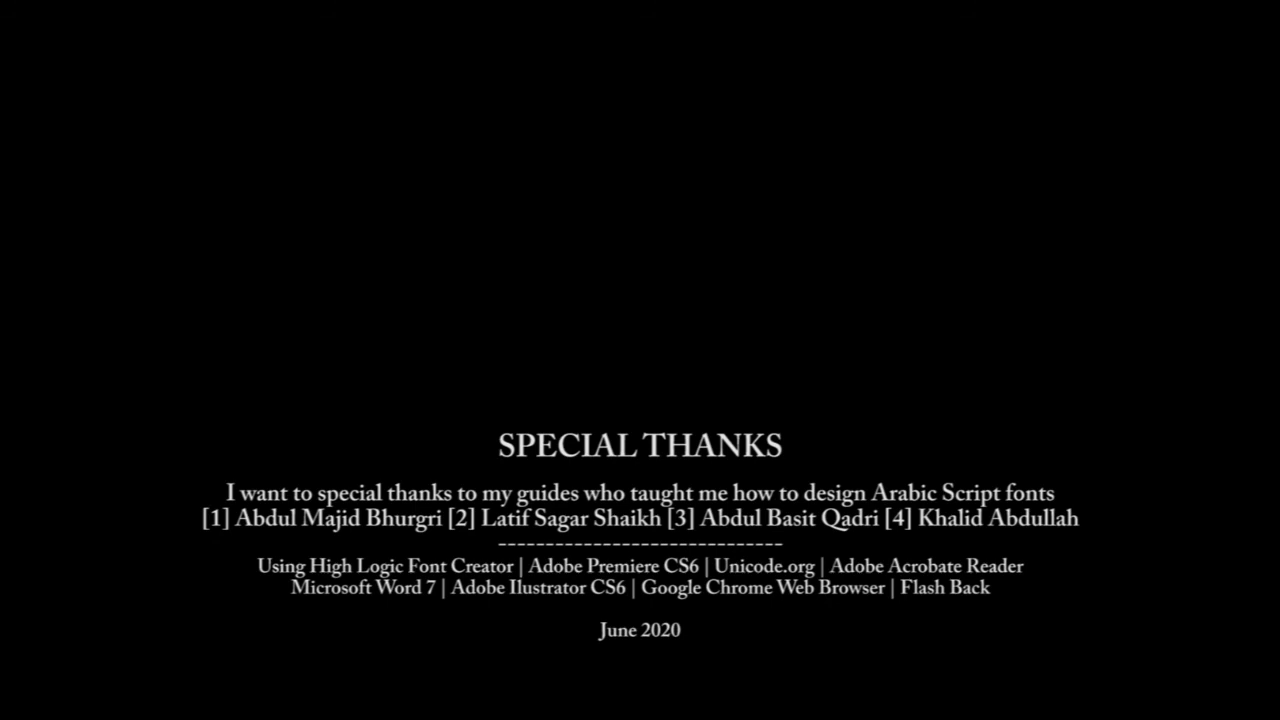 SPECIAL THANKS
I want to special thanks to my guides who taught me how to design Arabic Script fonts
[1] Abdul Majid Bhurgri [2] Latif Sagar Shaikh [3] Abdul Basit Qadri [4] Khalid Abdullah
------------------------------
Using High Logic Font Creator | Adobe Premiere CS6 | Unicode.org | Adobe Acrobate Reader
Microsoft Word 7 | Adobe Ilustrator CS6 | Google Chrome Web Browser | Flash Back
June 2020